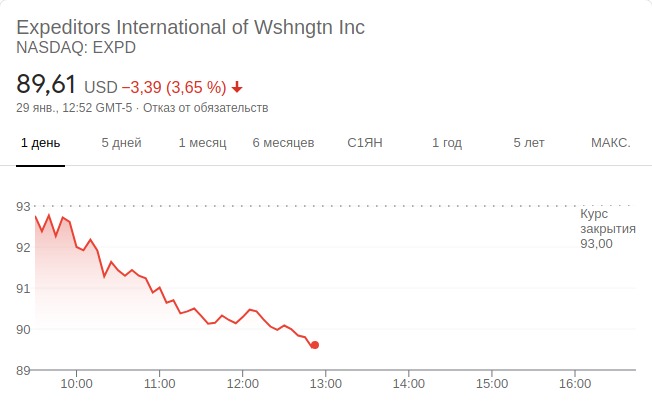 Expeditors International of Wshngtn Inc
NASDAQ: EXPD
89,61 USD −3,39 (3,65 %)
29 янв., 12:52 GMT-5 · Отказ от обязательств
1 день 5 дней 1 месяц 6 месяцев С1ЯН 1 год 5 лет МАКС.
93
Курс
закрытия
93,00
92
91
90
89
10:00 11:00 12:00 13:00 14:00 15:00 16:00